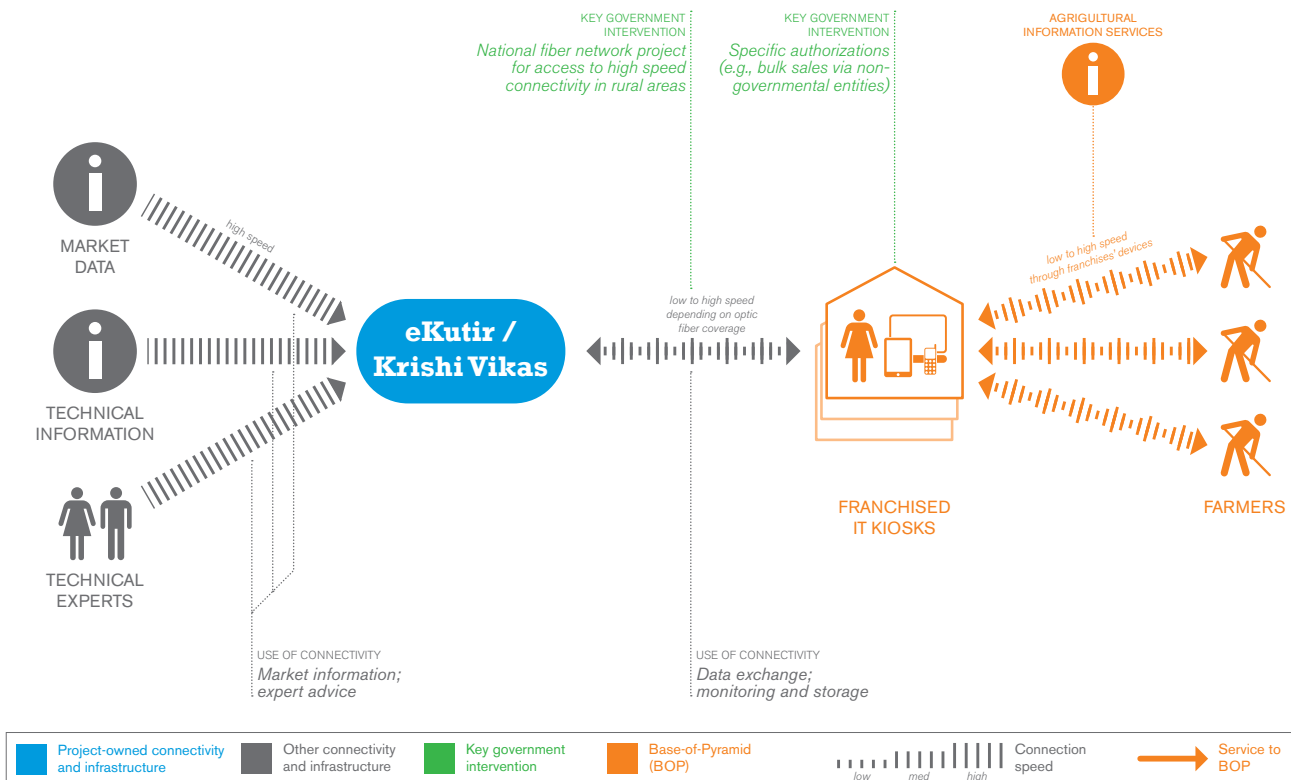 KEY GOVERNMENT
INTERVENTION
National fiber network project
for access to high speed
connectivity in rural areas
KEY GOVERNMENT
INTERVENTION
Specific authorizations
(e.g., bulk sales via non-
governmental entities)
AGRIGULTURAL
INFORMATION SERVICES
MARKET
DATA
high speed
TECHNICAL
INFORMATION
TECHNICAL
EXPERTS
eKutir /
Krishi Vikas
low to high speed
depending on optic
fiber coverage
FRANCHISED
IT KIOSKS
low to high speed
through franchises' devices
FARMERS
USE OF CONNECTIVITY
Market information;
expert advice
USE OF CONNECTIVITY
Data exchange;
monitoring and storage
Project-owned connectivity
and infrastructure
Other connectivity
and infrastructure
Key government
intervention
Base-of-Pyramid
(BOP)
low med high
Connection
speed
Service to
BOP